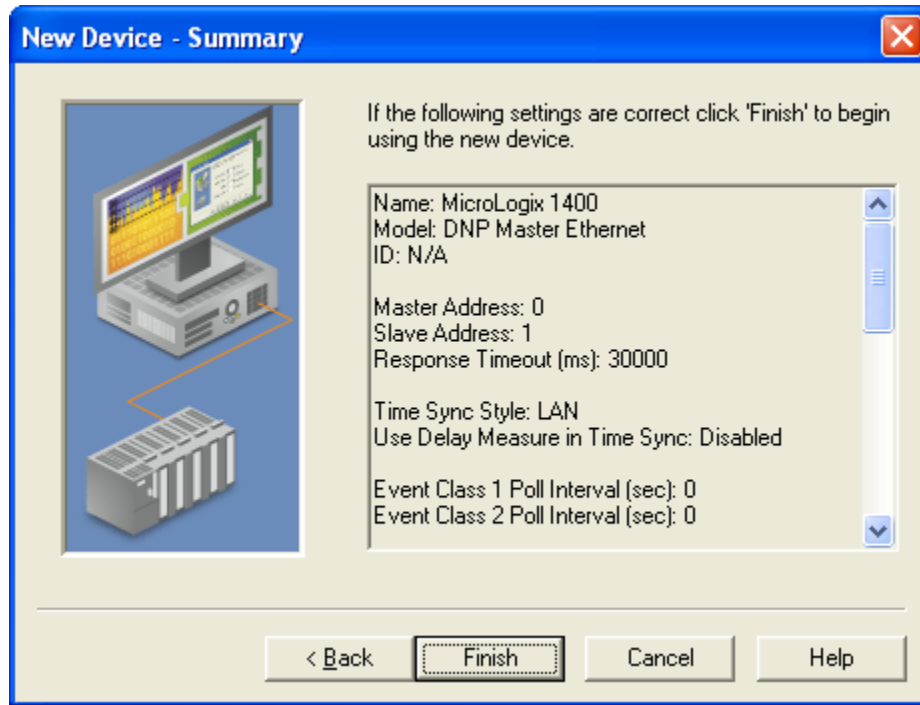 New Device - Summary
If the following settings are correct click 'Finish' to begin
using the new device.
Name: MicroLogix 1400
Model: DNP Master Ethernet
ID: N/A
Master Address: 0
Slave Address: 1
Response Timeout (ms): 30000
Time Sync Style: LAN
Use Delay Measure in Time Sync: Disabled
Event Class 1 Poll Interval (sec): 0
Event Class 2 Poll Interval (sec): 0
< Back
Finish
Cancel
Help